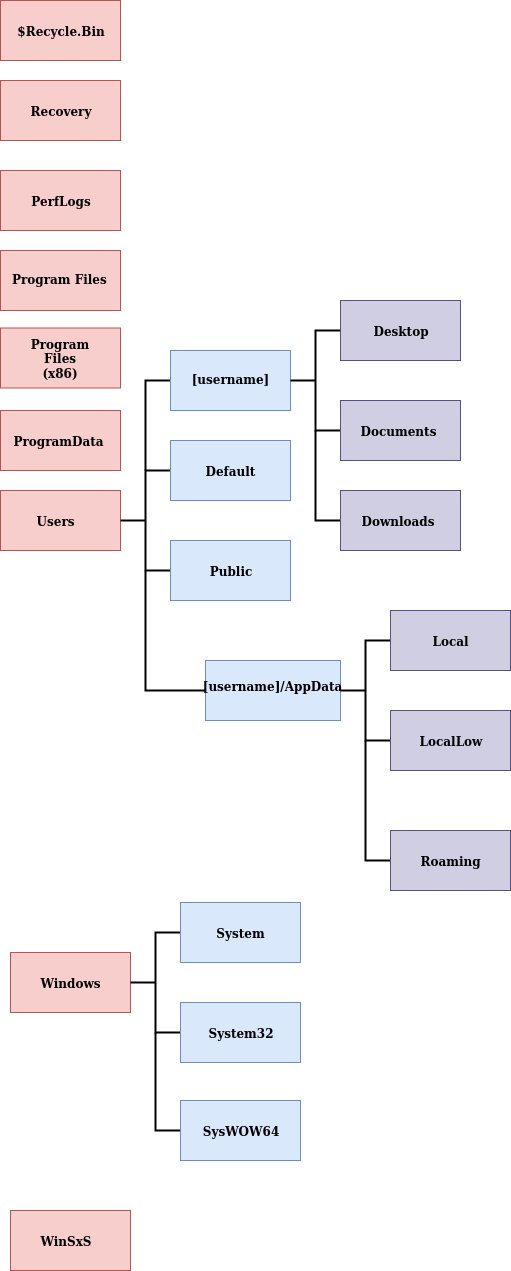 $Recycle.Bin
Recovery
PerfLogs
Program Files
Program
Files
(x86)
ProgramData
Users
[username]
Default
Public
[username]/AppData
Desktop
Documents
Downloads
Local
LocalLow
Roaming
Windows
System
System32
SysWOW64
WinSxS